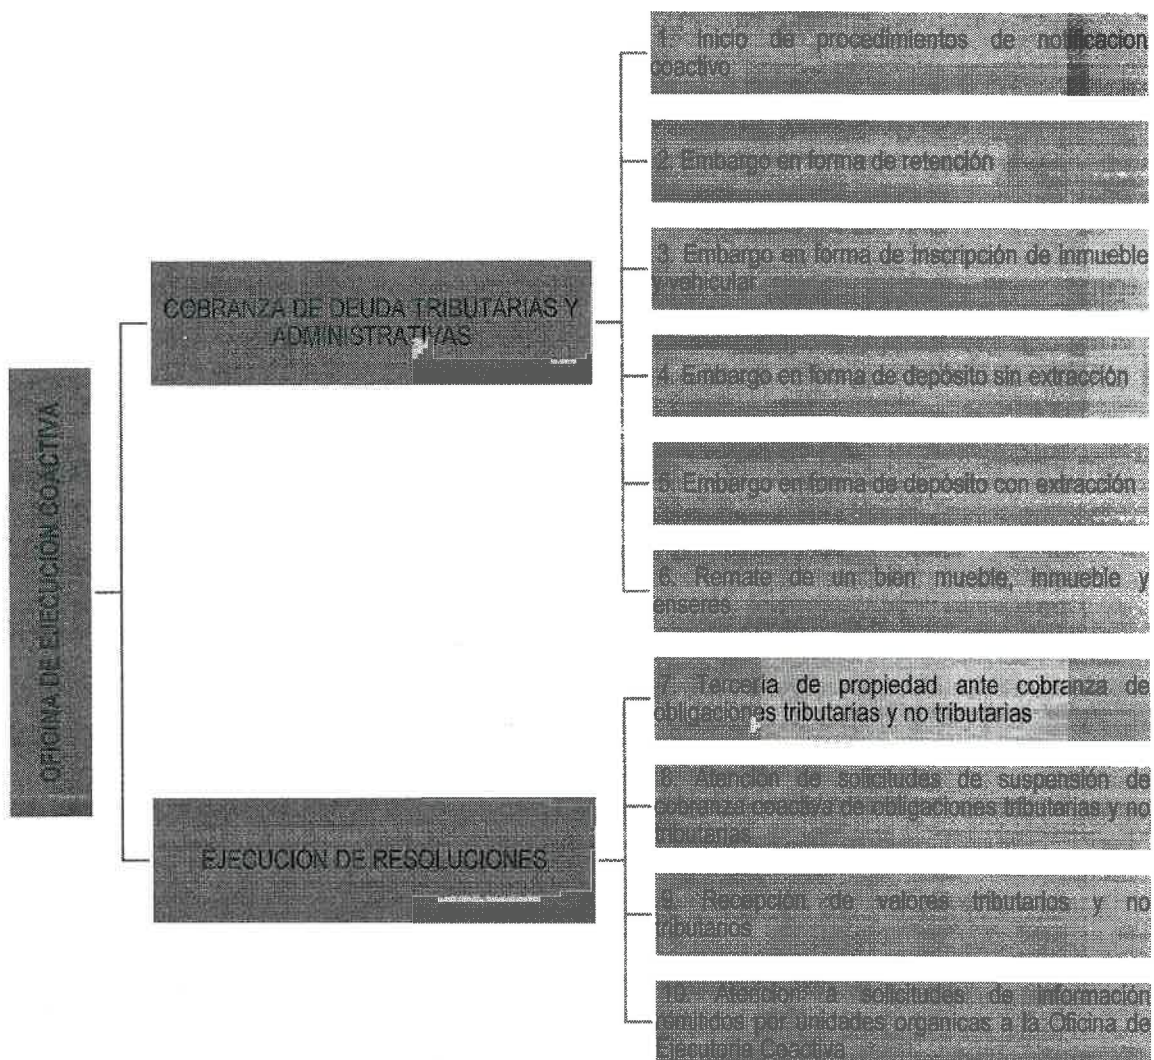 OFICINA DE EJECUCIÓN COACTIVA
COBRANZA DE DEUDA TRIBUTARIAS Y
ADMINISTRATIVAS
1. Inicio de procedimientos de notificacion
coactivo
2. Embargo en forma de retención
3. Embargo en forma de inscripción de inmueble
y vehicular
4. Embargo en forma de depósito sin extracción
5. Embargo en forma de depósito con extracción
6. Remate de un bien mueble, inmueble y
enseres
EJECUCIÓN DE RESOLUCIONES
7. Terceria de propiedad ante cobranza de
obligaciones tributarias y no tributarias
8. Atención de solicitudes de suspensión de
cobranza coactiva de obligaciones tributarias y no
tributarias
9. Recepción de valores tributarios y no
tributarios
10. Atencion a solicitudes de información
remitidos por unidades organicas a la Oficina de
Ejecutoria Coactiva